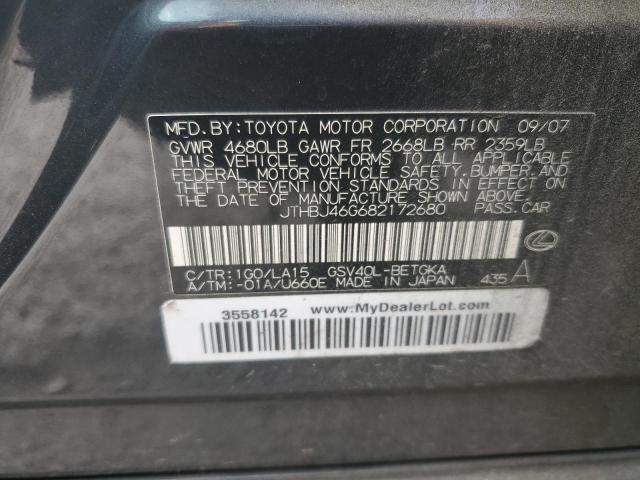 MFD.BY:TOYOTA MOTOR CORPORATION 09/07
GVWR 4680LB GAWR FR 2668LB RR 2359LB
THIS VEHICLE CONFORMS TO ALL APPLICABLE
FEDERAL MOTOR VEHICLE SAFETY,BUMPER,AND
THEFT PREVENTION STANDARDS IN EFFECT ON
THE DATE OF MANUFACTURE SHOWN ABOVE.
JTHBJ46G682172680 PASS.CAR
C/TR:1G0/LA15 GSV40L-BETGKA
A/TM:-01A/U660E MADE IN JAPAN 435 A
3558142 www.MyDealerLot.com